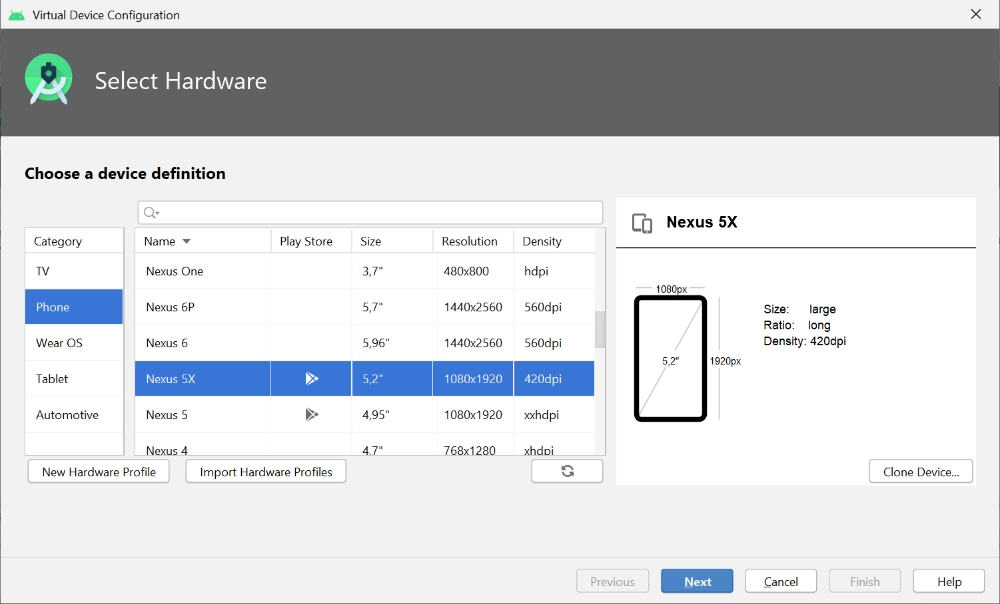 Virtual Device Configuration
Select Hardware
Choose a device definition
Category
TV
Phone
Wear OS
Tablet
Automotive
Name Play Store Size Resolution Density
Nexus One 3,7" 480x800 hdpi
Nexus 6P 5,7" 1440x2560 560dpi
Nexus 6 5,96" 1440x2560 560dpi
Nexus 5X 5,2" 1080x1920 420dpi
Nexus 5 4,95" 1080x1920 xxhdpi
Nexus 4 4,7" 768x1280 xhdpi
New Hardware Profile Import Hardware Profiles
Nexus 5X
1080px
5,2"
1920px
Size: large
Ratio: long
Density: 420dpi
Clone Device...
Previous Next Cancel Finish Help